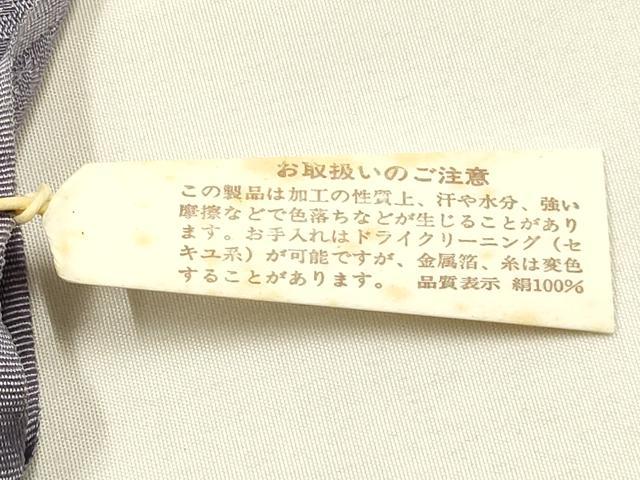 お取扱いのご注意
この製品は加工の性質上、汗や水分、強い
摩擦などで色落ちなどが生じることがあり
ます。お手入れはドライクリーニング（セ
キユ系）が可能ですが、金属箔、糸は変色
することがあります。 品質表示 絹100%